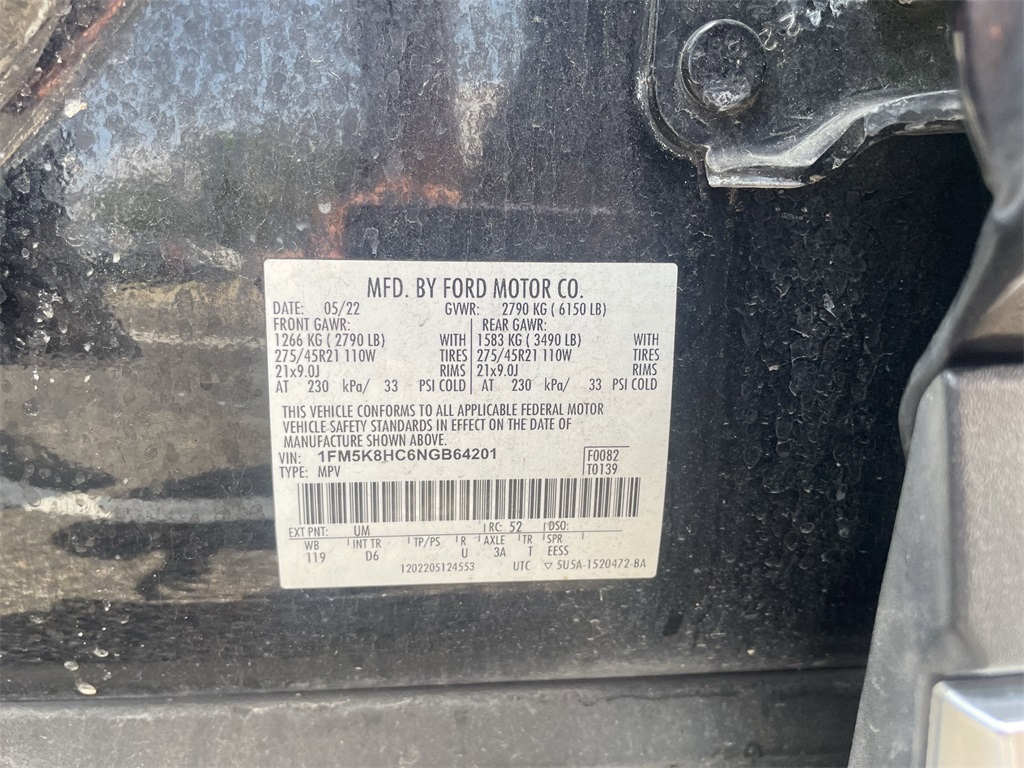 MFD. BY FORD MOTOR CO.
DATE: 05/22 GVWR: 2790 KG ( 6150 LB)
FRONT GAWR: REAR GAWR:
1266 KG ( 2790 LB) WITH 1583 KG ( 3490 LB) WITH
275/45R21 110W TIRES 275/45R21 110W TIRES
21x9.0J RIMS 21x9.0J RIMS
AT 230 kPa/ 33 PSI COLD AT 230 kPa/ 33 PSI COLD
THIS VEHICLE CONFORMS TO ALL APPLICABLE FEDERAL MOTOR
VEHICLE SAFETY STANDARDS IN EFFECT ON THE DATE OF
MANUFACTURE SHOWN ABOVE.
VIN: 1FM5K8HC6NGB64201 F0082
TYPE: MPV T0139
EXT PNT: UM RC: 52 DSO:
WB INT TR TP/PS R AXLE TR SPR
119 D6 U 3A T EESS
1202205124553 UTC ▽ 5U5A-1520472-BA